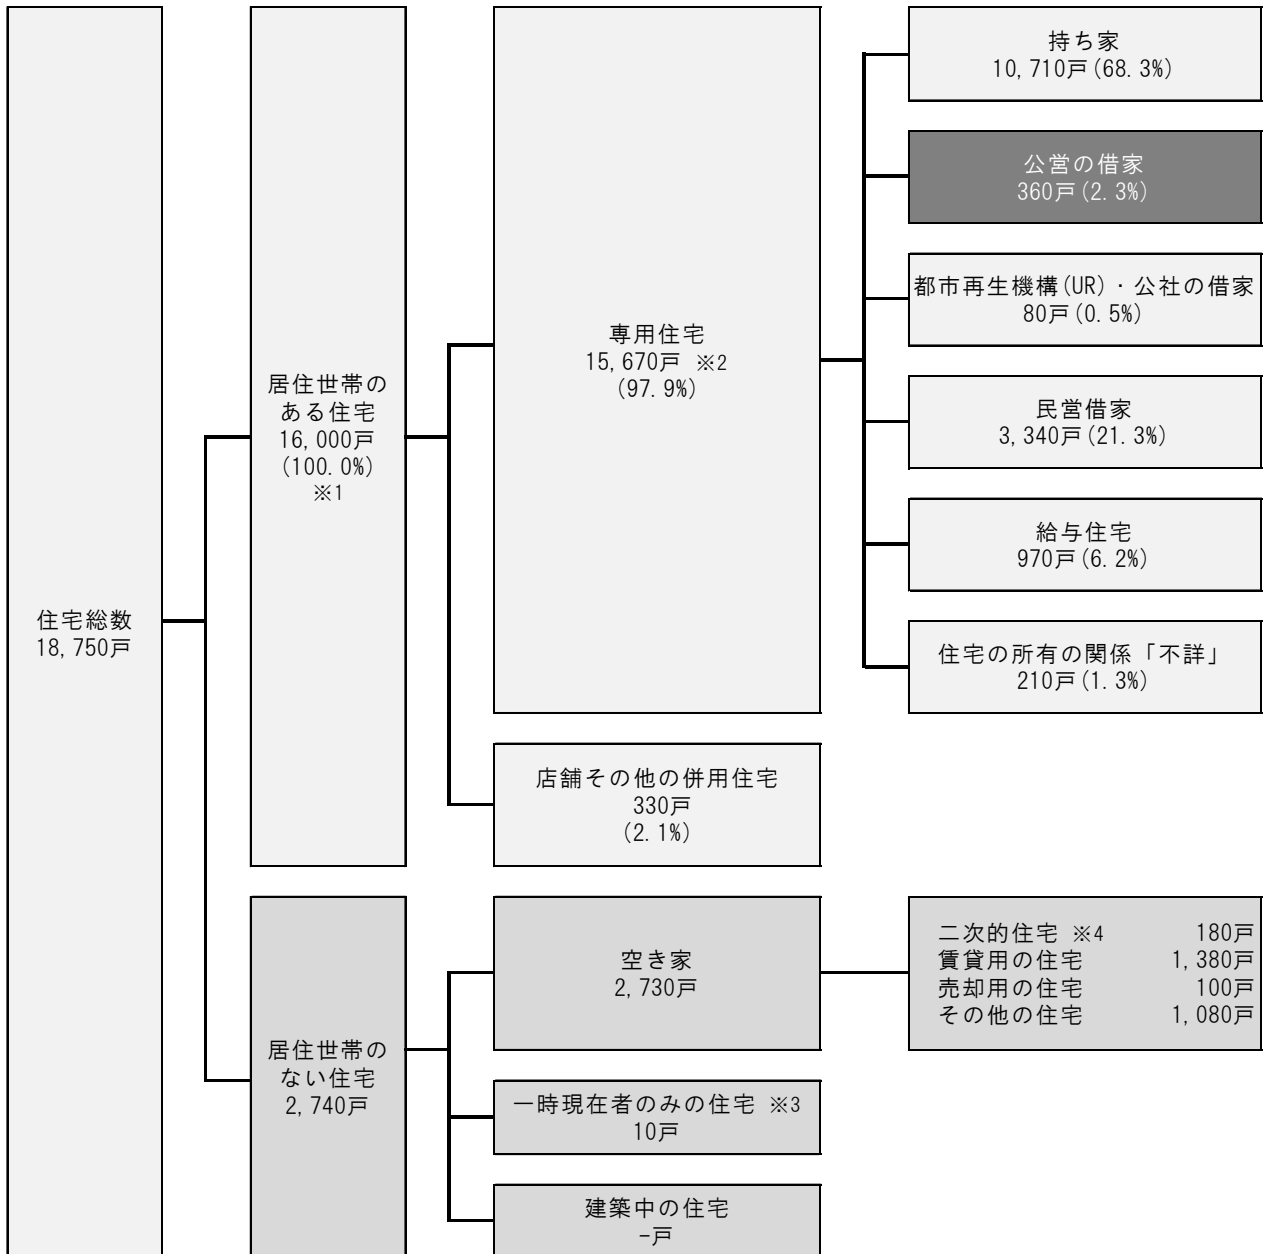 住宅総数
18,750戸
居住世帯の
ある住宅
16,000戸
(100.0%)
※1
専用住宅
15,670戸 ※2
(97.9%)
持ち家
10,710戸(68.3%)
公営の借家
360戸(2.3%)
都市再生機構(UR)・公社の借家
80戸(0.5%)
民営借家
3,340戸(21.3%)
給与住宅
970戸(6.2%)
住宅の所有の関係「不詳」
210戸(1.3%)
店舗その他の併用住宅
330戸
(2.1%)
居住世帯の
ない住宅
2,740戸
空き家
2,730戸
二次的住宅 ※4 180戸
賃貸用の住宅 1,380戸
売却用の住宅 100戸
その他の住宅 1,080戸
一時現在者のみの住宅 ※3
10戸
建築中の住宅
-戸